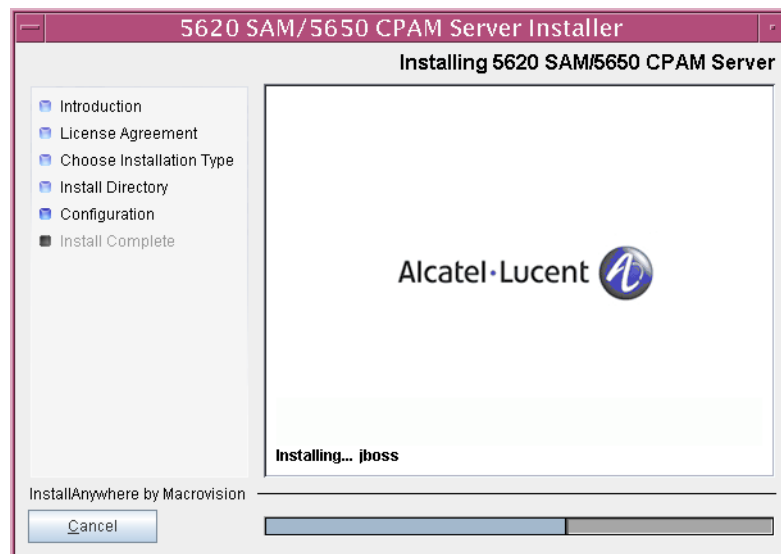 5620 SAM/5650 CPAM Server Installer
Installing 5620 SAM/5650 CPAM Server
Introduction
License Agreement
Choose Installation Type
Install Directory
Configuration
Install Complete
Alcatel·Lucent
Installing... jboss
InstallAnywhere by Macrovision
Cancel